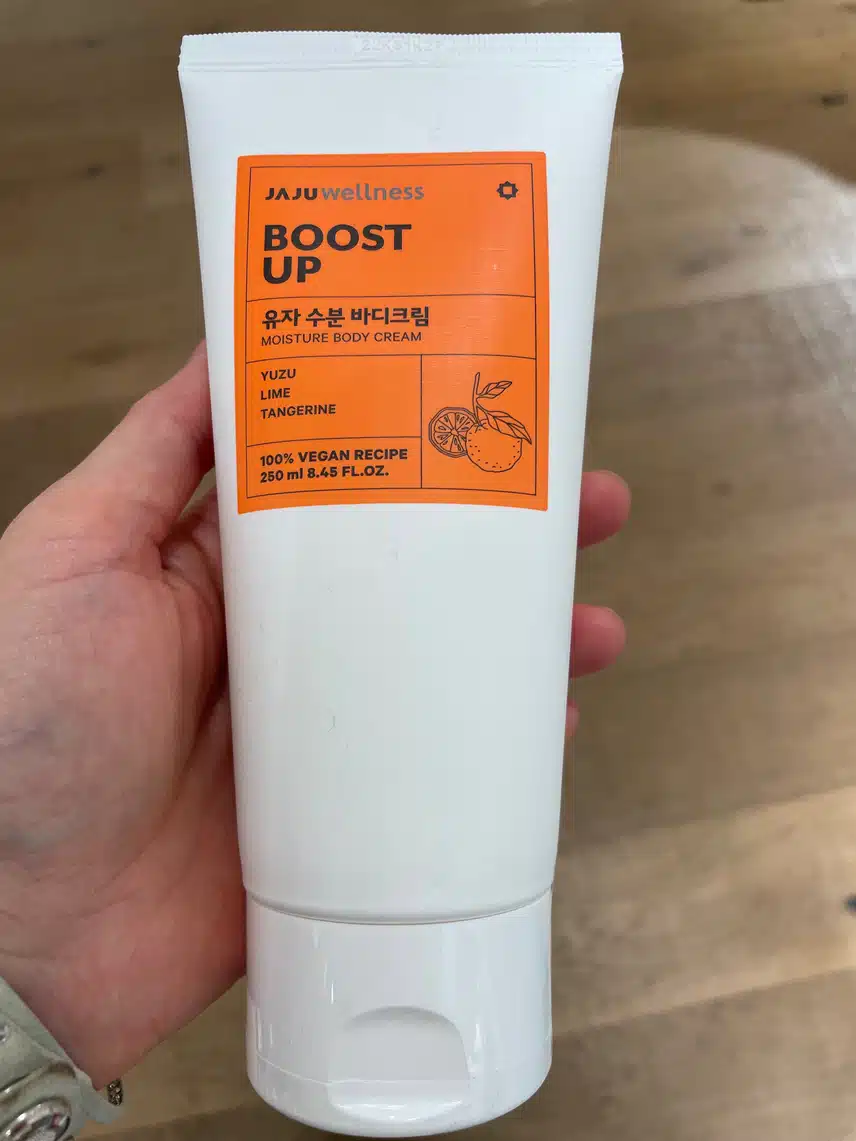 JAJU wellness
BOOST
UP
유자 수분 바디크림
MOISTURE BODY CREAM
YUZU
LIME
TANGERINE
100% VEGAN RECIPE
250 ml 8.45 FL.OZ.